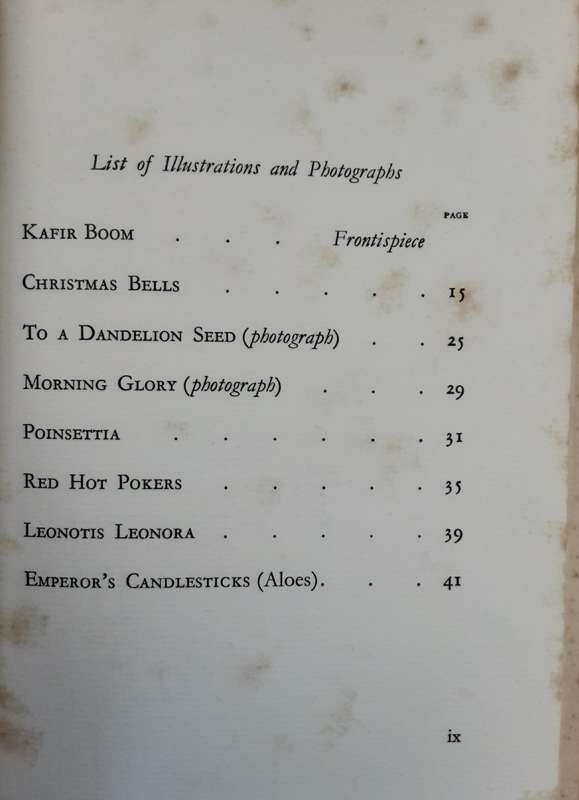 List of Illustrations and Photographs
PAGE
KAFIR BOOM . . . Frontispiece
CHRISTMAS BELLS . . . . . 15
TO A DANDELION SEED (photograph) . . 25
MORNING GLORY (photograph) . . . 29
POINSETTIA . . . . . . 31
RED HOT POKERS . . . . . 35
LEONOTIS LEONORA . . . . . 39
EMPEROR'S CANDLESTICKS (Aloes). . . 41
ix